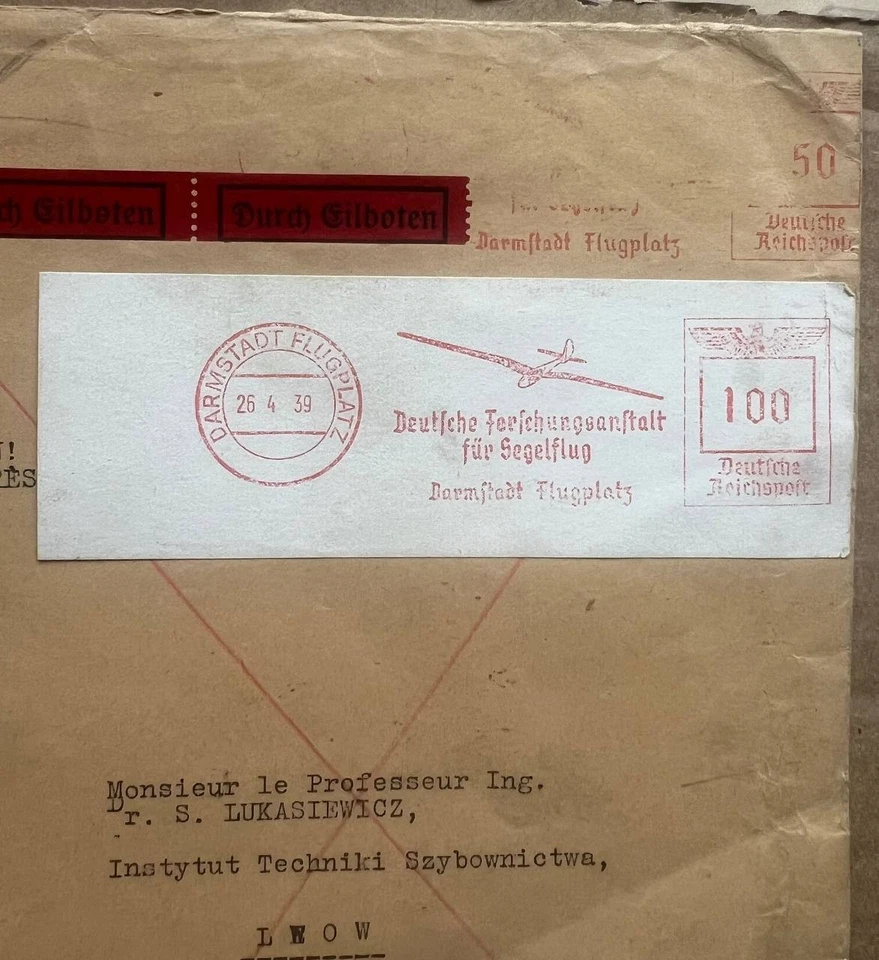 50
Deutsche
Reichspost
Eilboten
Durch Eilboten
Darmstadt Flugplatz
DARMSTADT FLUGPLATZ
26 4 39
Deutsche Forschungsanstalt
für Segelflug
Darmstadt Flugplatz
100
Deutsche
Reichspost
Monsieur le Professeur Ing.
Dr. S. LUKASIEWICZ,
Instytut Techniki Szybownictwa,
LWOW